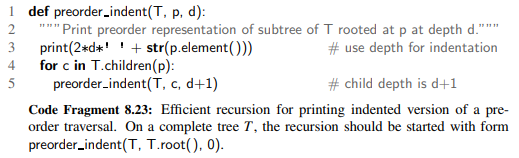 1 def preorder_indent(T, p, d):
2 """Print preorder representation of subtree of T rooted at p at depth d."""
3 print(2*d*' ' + str(p.element())) # use depth for indentation
4 for c in T.children(p):
5 preorder_indent(T, c, d+1) # child depth is d+1
Code Fragment 8.23: Efficient recursion for printing indented version of a pre-
order traversal. On a complete tree T, the recursion should be started with form
preorder_indent(T, T.root(), 0).